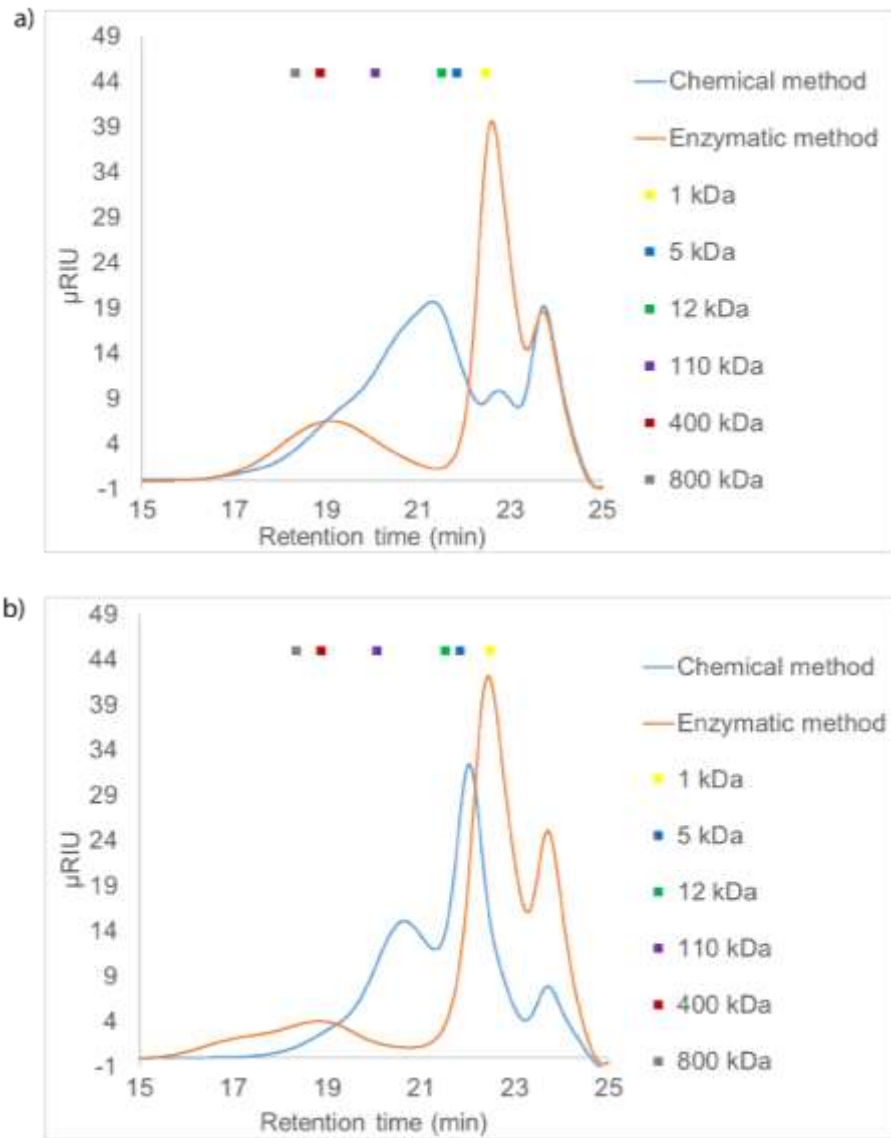 a)
49
44
39
34
29
24
19
14
9
4
-1
µRIU
15 17 19 21 23 25
Retention time (min)
Chemical method
Enzymatic method
1 kDa
5 kDa
12 kDa
110 kDa
400 kDa
800 kDa
b)
49
44
39
34
29
24
19
14
9
4
-1
µRIU
15 17 19 21 23 25
Retention time (min)
Chemical method
Enzymatic method
1 kDa
5 kDa
12 kDa
110 kDa
400 kDa
800 kDa